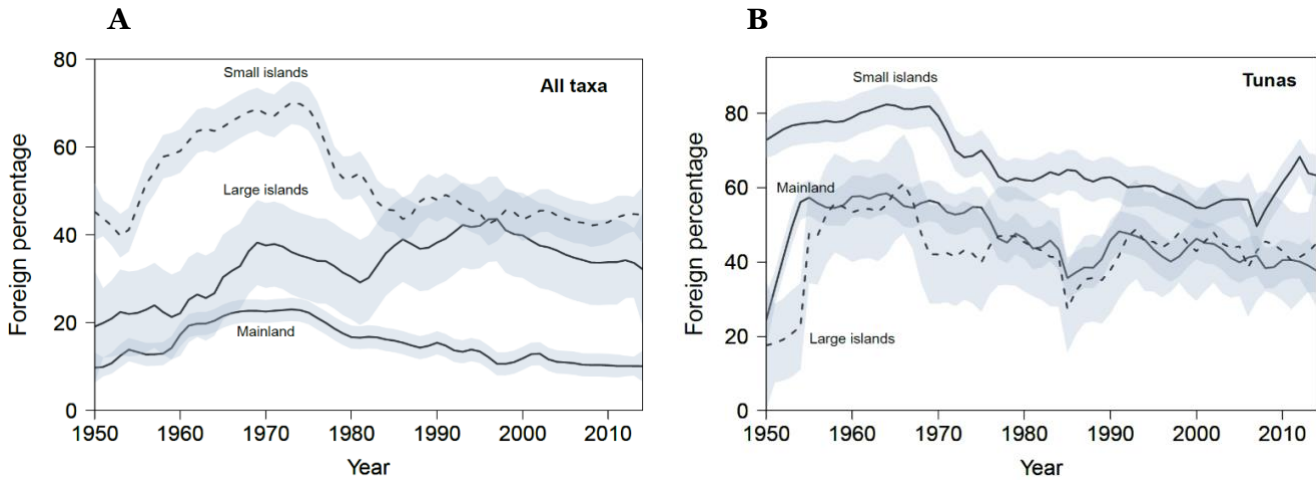 A
Foreign percentage
80
60
40
20
0
Small islands
All taxa
Large islands
Mainland
1950 1960 1970 1980 1990 2000 2010
Year
B
Foreign percentage
80
60
40
20
0
Small islands
Tunas
Mainland
Large islands
1950 1960 1970 1980 1990 2000 2010
Year